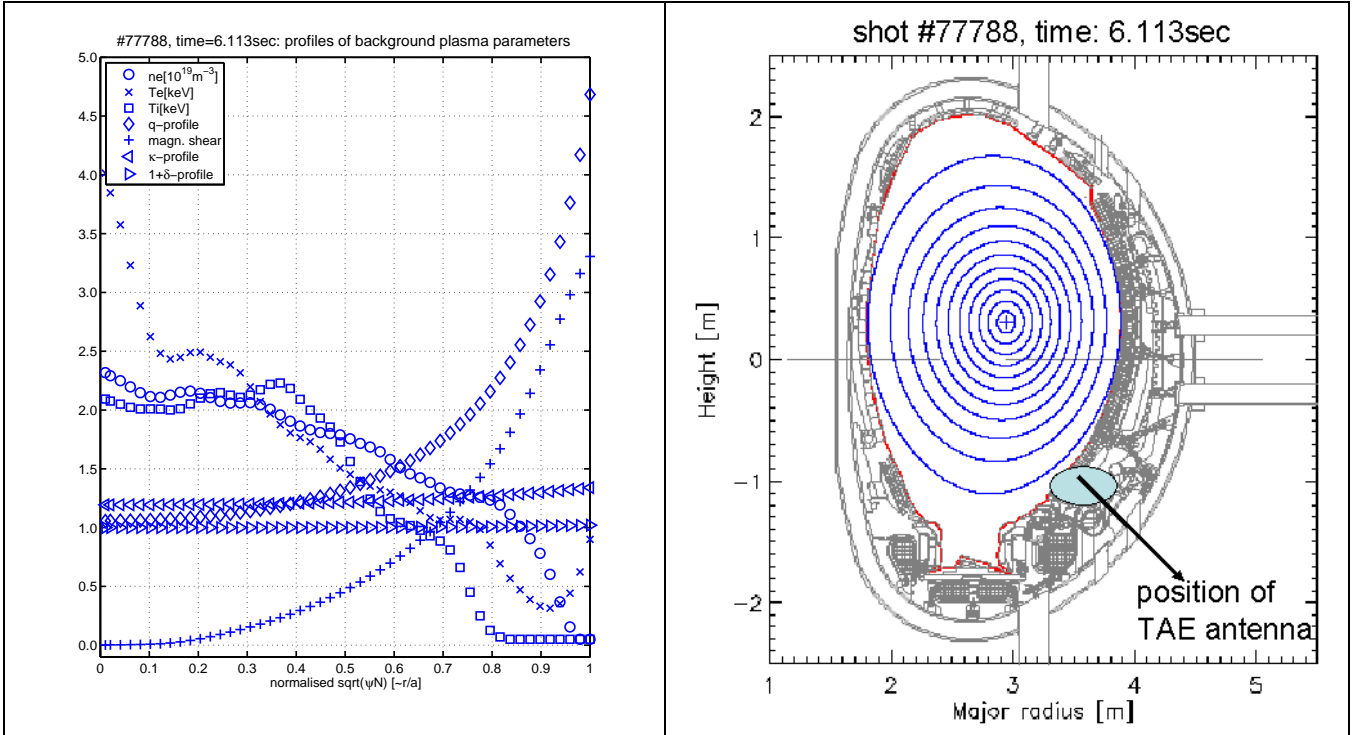 #77788, time=6.113sec: profiles of background plasma parameters
5.0
4.5
4.0
3.5
3.0
2.5
2.0
1.5
1.0
0.5
0.0
ne[10¹⁹m⁻³]
Te[keV]
Ti[keV]
q-profile
magn. shear
κ-profile
1+δ-profile
0 0.1 0.2 0.3 0.4 0.5 0.6 0.7 0.8 0.9 1
normalised sqrt(ψN) [~r/a]
shot #77788, time: 6.113sec
2
1
0
-1
-2
Height [m]
position of
TAE antenna
1 2 3 4 5
Major radius [m]